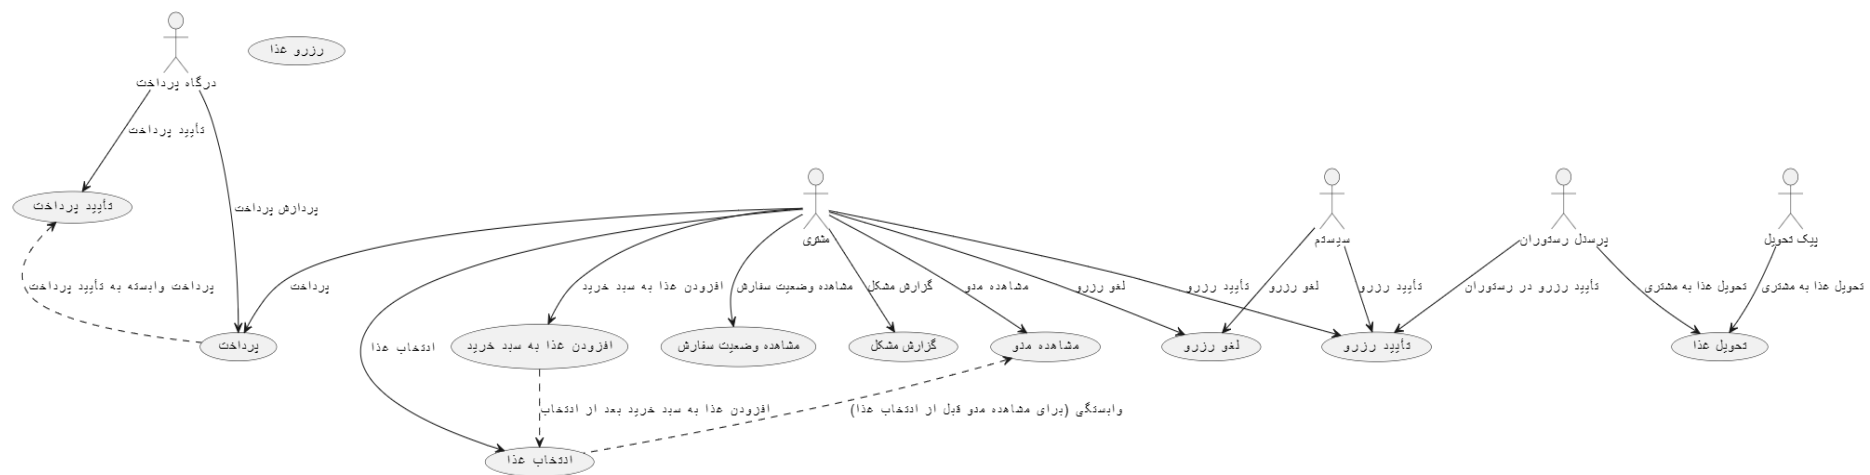 رزرو غذا
درگاه پرداخت
تأیید پرداخت
تأیید پرداخت
پردازش پرداخت
مشتری
سیستم
پرسنل رستوران
پیک تحویل
پرداخت وابسته به تأیید پرداخت
پرداخت
افزودن غذا به سبد خرید
مشاهده وضعیت سفارش
گزارش مشکل
مشاهده منو
لغو رزرو
تأیید رزرو
لغو رزرو
تأیید رزرو
تأیید رزرو در رستوران
تحویل غذا به مشتری
تحویل غذا به مشتری
پرداخت
انتخاب غذا
افزودن غذا به سبد خرید
مشاهده وضعیت سفارش
گزارش مشکل
مشاهده منو
لغو رزرو
تأیید رزرو
تحویل غذا
افزودن غذا به سبد خرید بعد از انتخاب
وابستگی (برای مشاهده منو قبل از انتخاب غذا)
انتخاب غذا